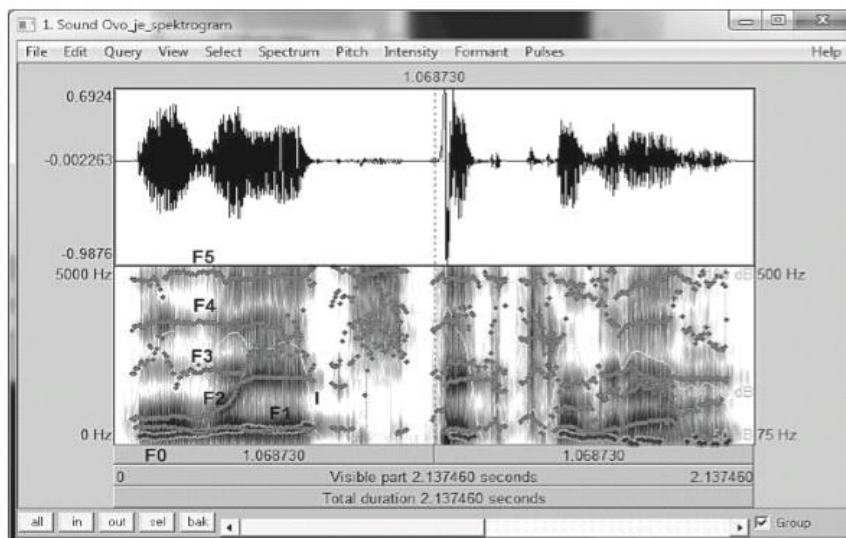 1. Sound Ovo_je_spektrogram
File Edit Query View Select Spectrum Pitch Intensity Formant Pulses Help
1.068730
0.6924
-0.002263
-0.9876
5000 Hz
F5
500 Hz
F4
F3
F2
F1
I
0 Hz
75 Hz
F0
1.068730
1.068730
0
Visible part 2.137460 seconds
2.137460
Total duration 2.137460 seconds
all in out sel bak
Group